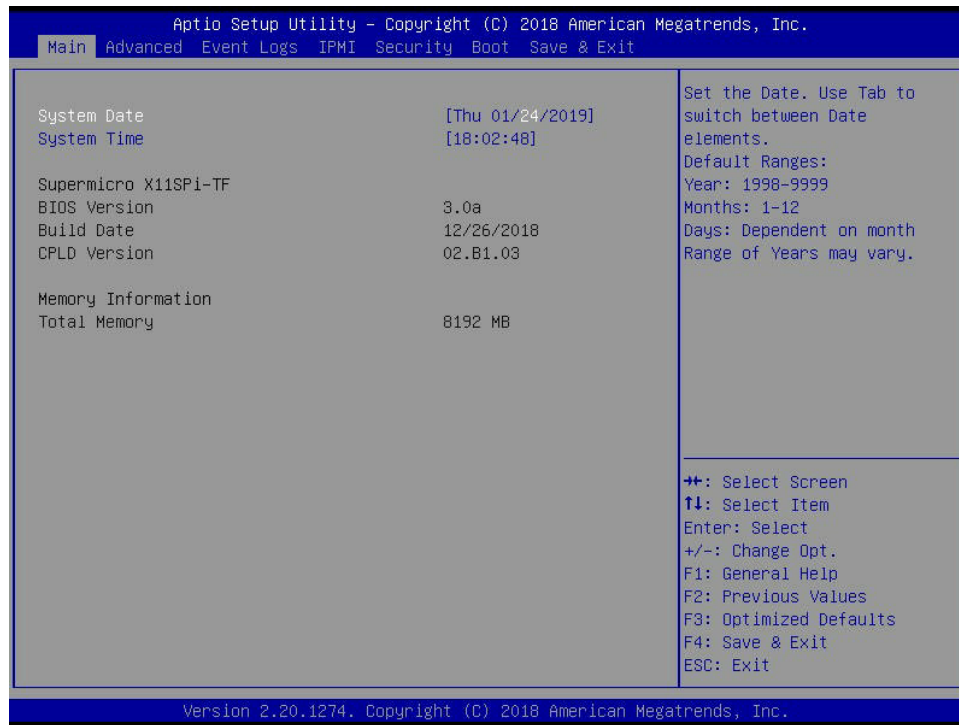 Aptio Setup Utility – Copyright (C) 2018 American Megatrends, Inc.
Main Advanced Event Logs IPMI Security Boot Save & Exit
System Date [Thu 01/24/2019]
System Time [18:02:48]
Supermicro X11SPi-TF
BIOS Version 3.0a
Build Date 12/26/2018
CPLD Version 02.B1.03
Memory Information
Total Memory 8192 MB
Set the Date. Use Tab to
switch between Date
elements.
Default Ranges:
Year: 1998-9999
Months: 1-12
Days: Dependent on month
Range of Years may vary.
→←: Select Screen
↑↓: Select Item
Enter: Select
+/-: Change Opt.
F1: General Help
F2: Previous Values
F3: Optimized Defaults
F4: Save & Exit
ESC: Exit
Version 2.20.1274. Copyright (C) 2018 American Megatrends, Inc.